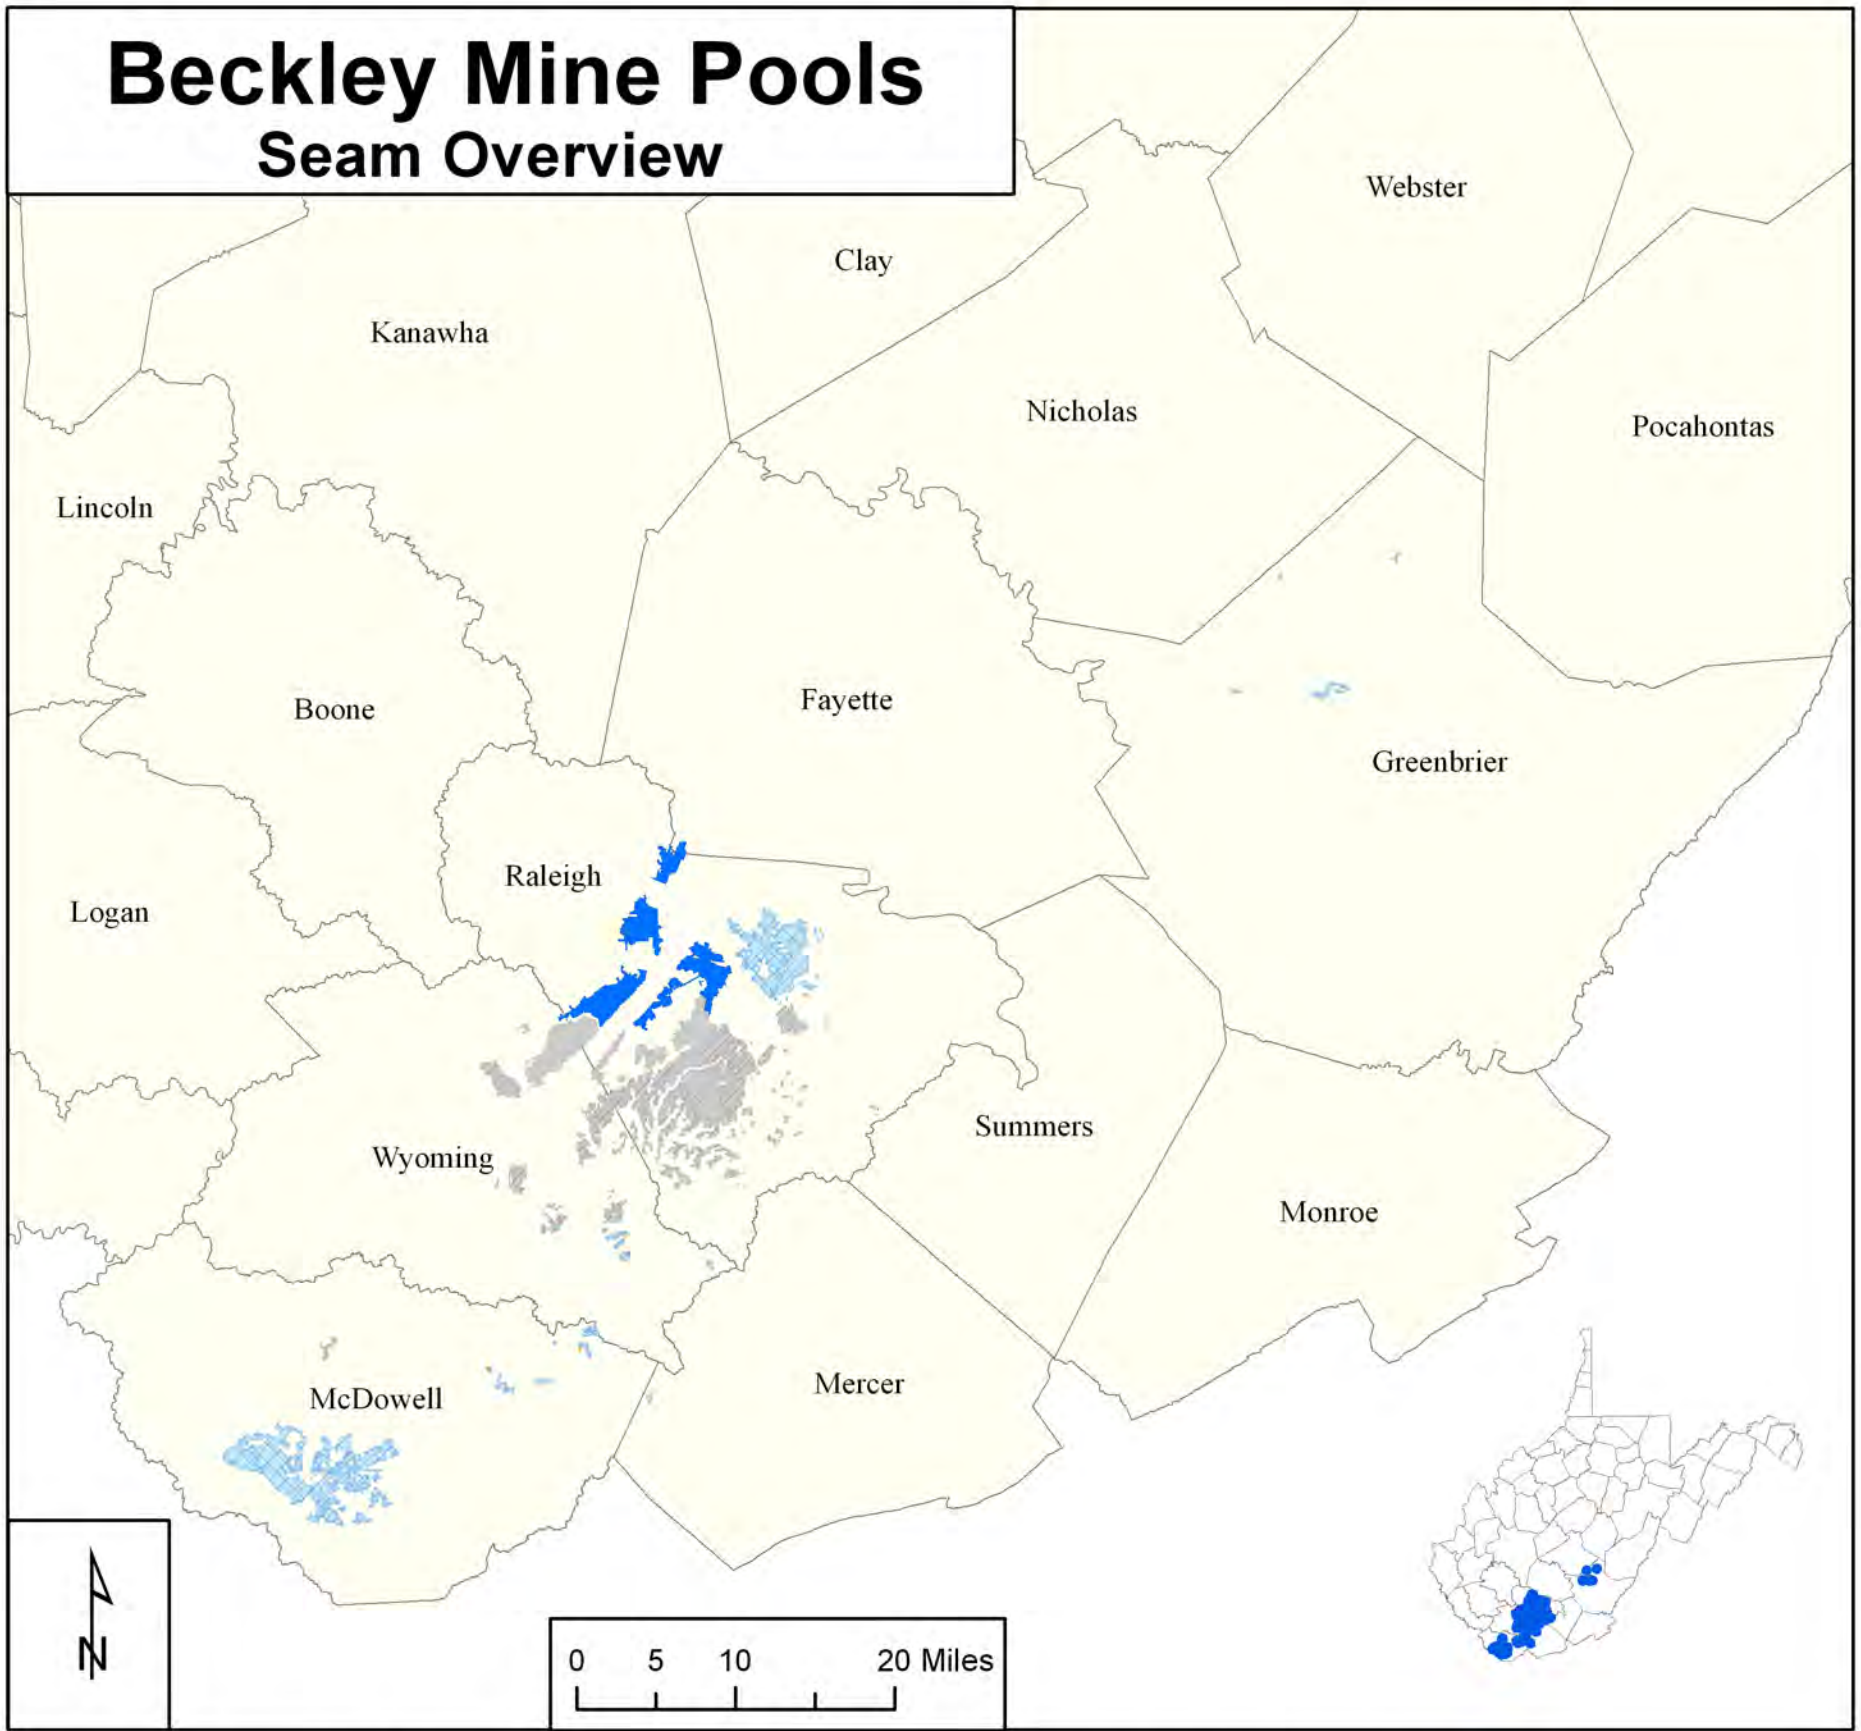 Beckley Mine Pools
Seam Overview
Webster
Clay
Kanawha
Nicholas
Pocahontas
Lincoln
Fayette
Boone
Greenbrier
Raleigh
Logan
Summers
Wyoming
Monroe
Mercer
McDowell
N
0 5 10 20 Miles